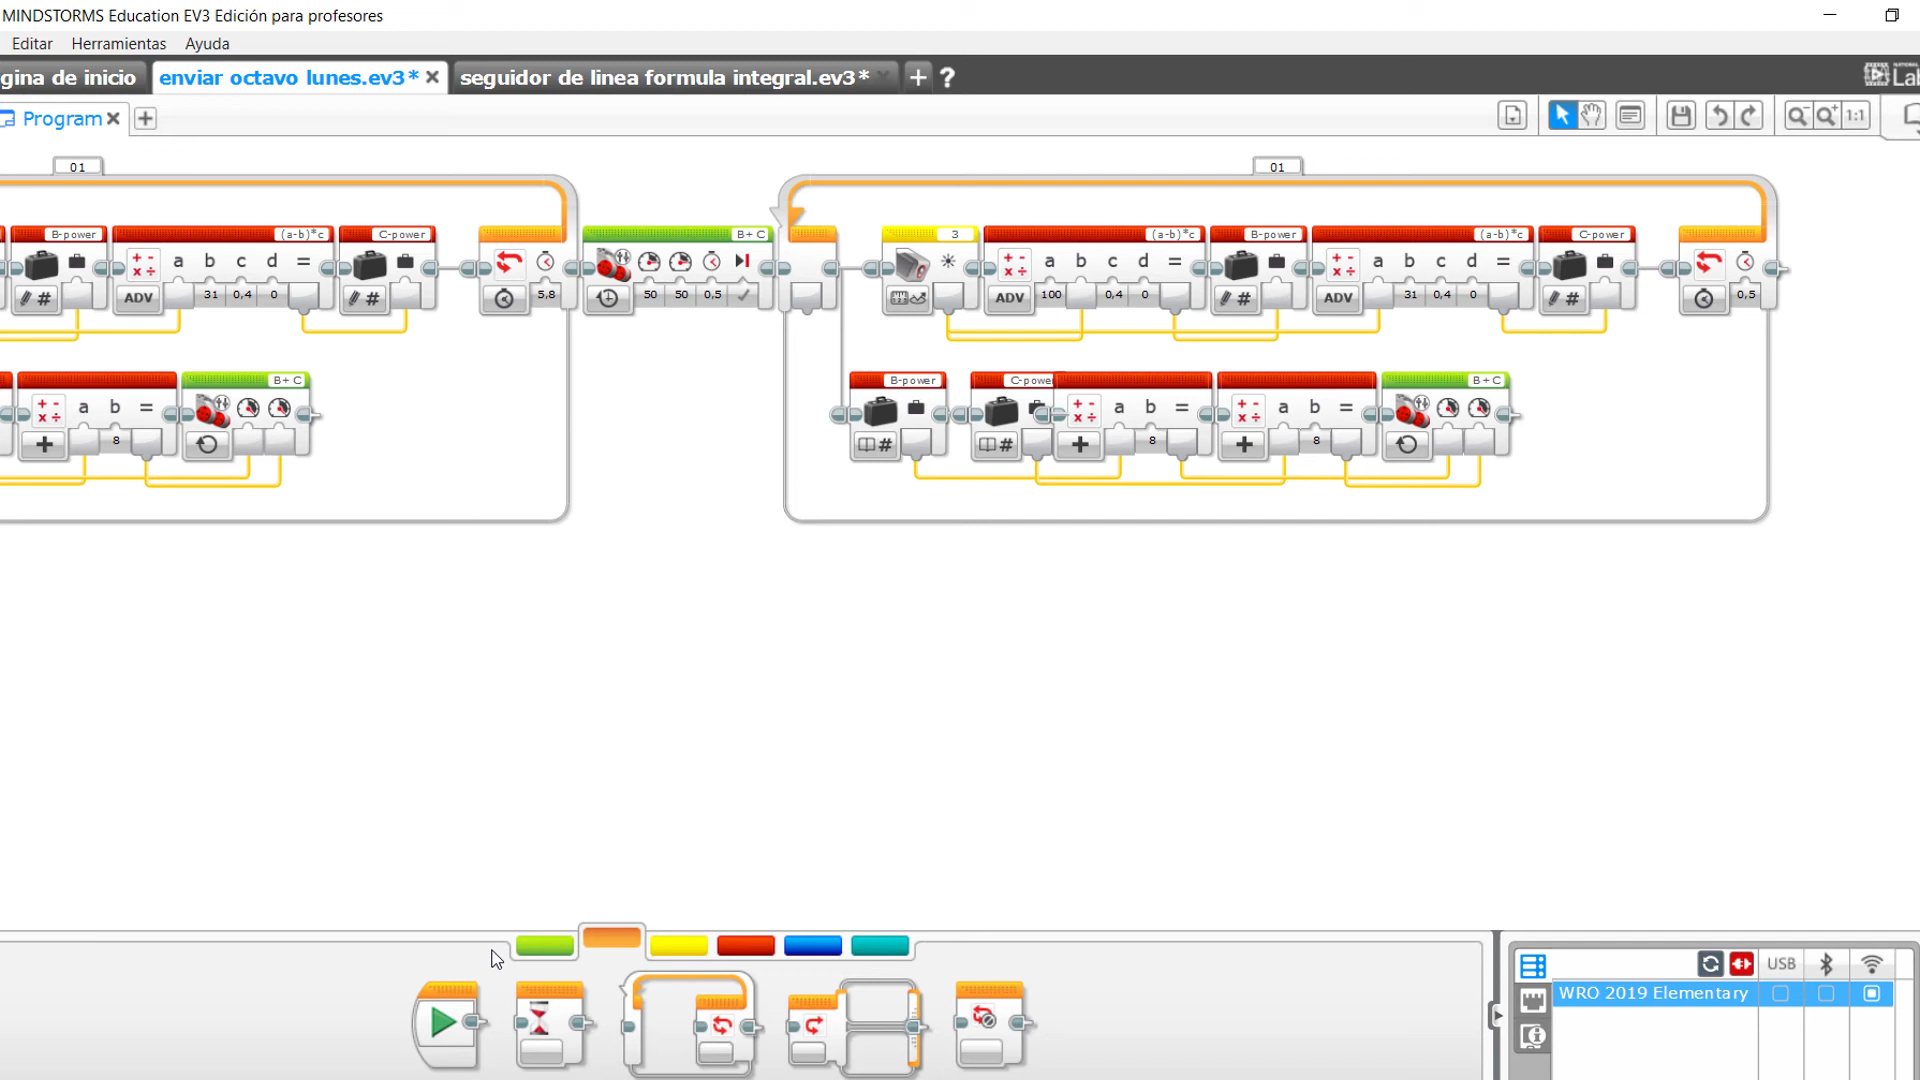 MINDSTORMS Education EV3 Edición para profesores
Editar Herramientas Ayuda
gina de inicio enviar octavo lunes.ev3* seguidor de linea formula integral.ev3* + ?
Program +
1:1
01 01
B-power (a-b)*c C-power B+C 3 (a-b)*c B-power (a-b)*c C-power
a b c d = a b c d = a b c d =
# ADV 31 0,4 0 # 5,8 50 50 0,5 ADV 100 0,4 0 # ADV 31 0,4 0 # 0,5
B+C B-power C-power B+C
a b = a b = a b =
8 # # 8 8
USB
WRO 2019 Elementary